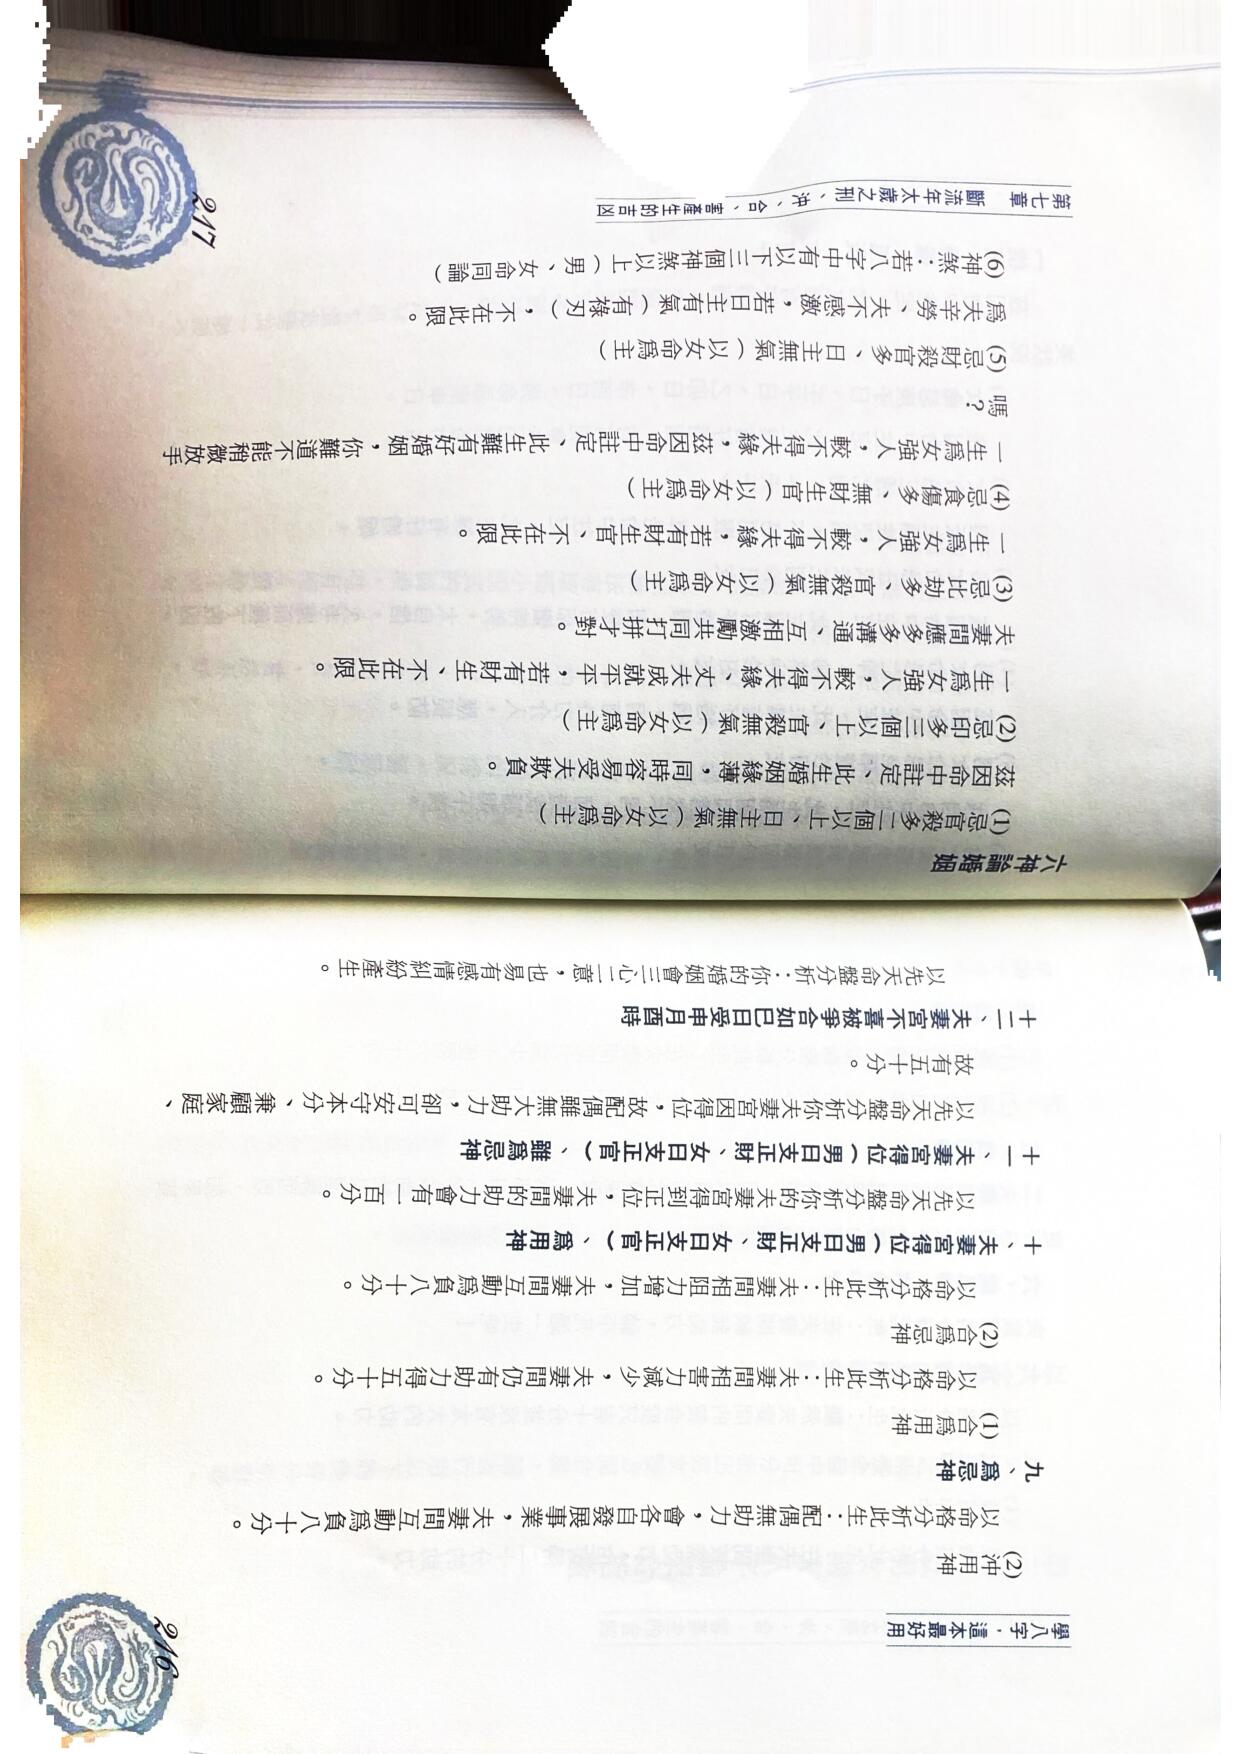 學八字，這本最好用
(2)沖用神
以命格分析此生：配偶無助力，會各自發展事業，夫妻間互動爲負八十分。
九、爲忌神
(1)合爲用神
以命格分析此生：夫妻間相害力減少，夫妻間仍有助力得五十分。
(2)合爲忌神
以命格分析此生：夫妻間相阻力增加，夫妻間互動爲負八十分。
十、夫妻宮得位（男日支正財、女日支正官）、爲用神
以先天命盤分析你的夫妻宮得到正位，夫妻間的助力會有一百分。
十一、夫妻宮得位（男日支正財、女日支正官）、雖爲忌神
以先天命盤分析你夫妻宮因得位，故配偶雖無大助力，卻可安守本分、兼顧家庭、
故有五十分。
十二、夫妻宮不喜被爭合如巳日受申月酉時
以先天命盤分析：你的婚姻會三心二意，也易有感情糾紛產生。
216
六神論婚姻
(1)忌官殺多二個以上、日主無氣（以女命爲主）
茲因命中註定、此生婚姻緣薄，同時容易受夫欺負。
(2)忌印多三個以上、官殺無氣（以女命爲主）
一生爲女強人，較不得夫緣、丈夫成就平平，若有財生、不在此限。
夫妻間應多多溝通、互相激勵共同打拼才對。
(3)忌比劫多、官殺無氣（以女命爲主）
一生爲女強人，較不得夫緣，若有財生官、不在此限。
(4)忌食傷多、無財生官（以女命爲主）
一生爲女強人，較不得夫緣，茲因命中註定、此生難有好婚姻，你難道不能稍微放手
嗎？
(5)忌財殺官多、日主無氣（以女命爲主）
爲夫辛勞、夫不感激，若日主有氣（有祿刃），不在此限。
(6)神煞：若八字中有以下三個神煞以上（男、女命同論）
第七章　斷流年太歲之刑、沖、合、害產生的吉凶
217